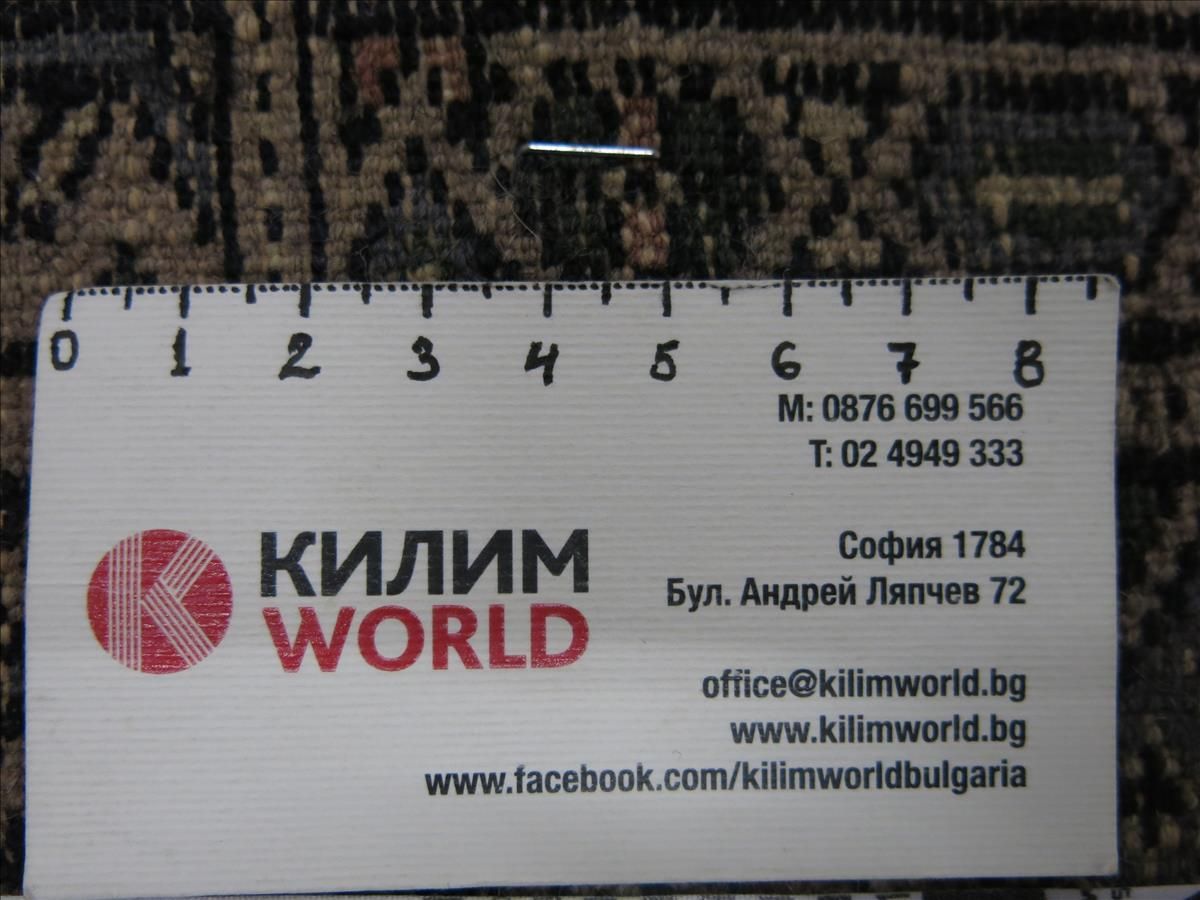 0 1 2 3 4 5 6 7 8
M: 0876 699 566
T: 02 4949 333
КИЛИМ
WORLD
София 1784
Бул. Андрей Ляпчев 72
office@kilimworld.bg
www.kilimworld.bg
www.facebook.com/kilimworldbulgaria